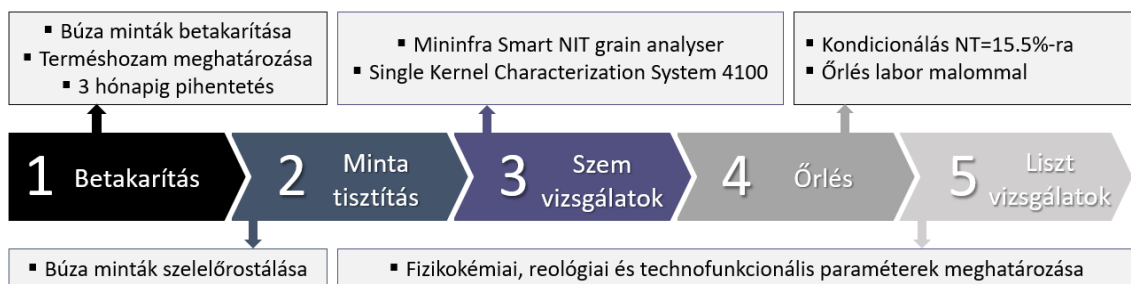 ▪ Búza minták betakarítása
▪ Terméshozam meghatározása
▪ 3 hónapig pihentetés
▪ Mininfra Smart NIT grain analyser
▪ Single Kernel Characterization System 4100
▪ Kondicionálás NT=15.5%-ra
▪ Őrlés labor malommal
1 Betakarítás
2 Minta
tisztítás
3 Szem
vizsgálatok
4 Őrlés
5 Liszt
vizsgálatok
▪ Búza minták szelelőrostálása
▪ Fizikokémiai, reológiai és technofunkcionális paraméterek meghatározása